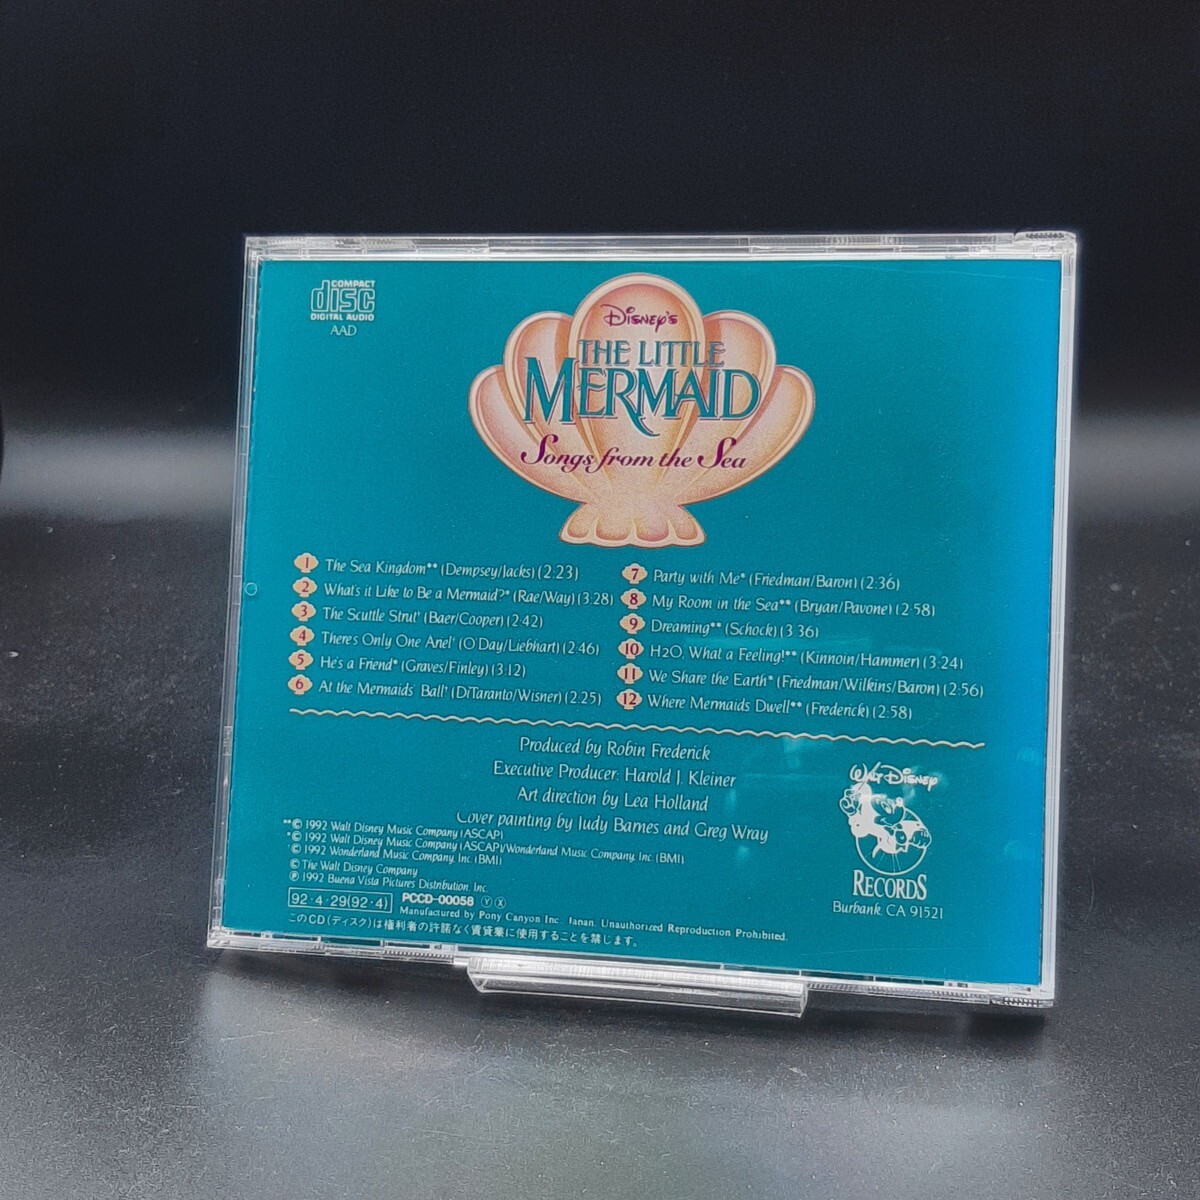 COMPACT
disc
DIGITAL AUDIO
AAD
Disney's
THE LITTLE
MERMAID
Songs from the Sea
1 The Sea Kingdom** (Dempsey/Jacks) (2:23)
2 What's it Like to Be a Mermaid?* (Rae/Way) (3:28)
3 The Scuttle Strut' (Baer/Cooper) (2:42)
4 There's Only One Ariel' (O'Day/Liebhart) (2:46)
5 He's a Friend* (Graves/Finley) (3:12)
6 At the Mermaids' Ball' (DiTaranto/Wisner) (2:25)
7 Party with Me* (Friedman/Baron) (2:36)
8 My Room in the Sea** (Bryan/Pavone) (2:58)
9 Dreaming** (Schock) (3:36)
10 H2O, What a Feeling!** (Kinnoin/Hammer) (3:24)
11 We Share the Earth* (Friedman/Wilkins/Baron) (2:56)
12 Where Mermaids Dwell** (Frederick) (2:58)
Produced by Robin Frederick
Executive Producer: Harold J. Kleiner
Art direction by Lea Holland
Cover painting by Judy Barnes and Greg Wray
**© 1992 Walt Disney Music Company (ASCAP)
*© 1992 Walt Disney Music Company (ASCAP)/Wonderland Music Company, Inc. (BMI)
'© 1992 Wonderland Music Company, Inc. (BMI)
© The Walt Disney Company
℗ 1992 Buena Vista Pictures Distribution, Inc.
92・4・29(92・4) PCCD-00058 Ⓨ Ⓧ
Manufactured by Pony Canyon Inc. Japan. Unauthorized Reproduction Prohibited.
このCD(ディスク)は権利者の許諾なく賃貸業に使用することを禁じます。
WALT DISNEY
RECORDS
Burbank, CA 91521